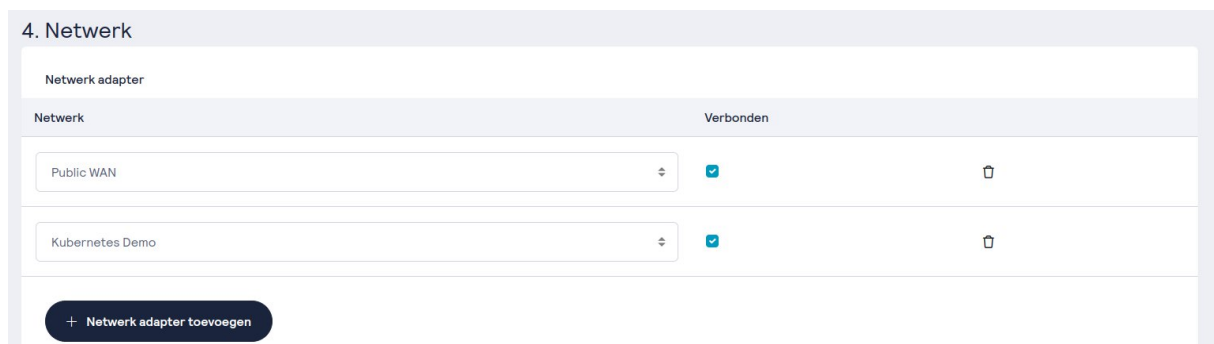 4. Netwerk
Netwerk adapter
Netwerk Verbonden
Public WAN
Kubernetes Demo
+ Netwerk adapter toevoegen